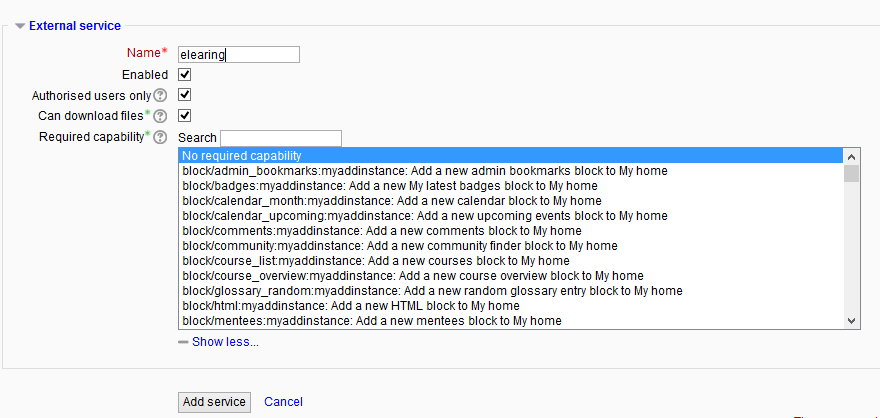 External service
Name*
elearing
Enabled
Authorised users only ?
Can download files* ?
Required capability* ?
Search
No required capability
block/admin_bookmarks:myaddinstance: Add a new admin bookmarks block to My home
block/badges:myaddinstance: Add a new My latest badges block to My home
block/calendar_month:myaddinstance: Add a new calendar block to My home
block/calendar_upcoming:myaddinstance: Add a new upcoming events block to My home
block/comments:myaddinstance: Add a new comments block to My home
block/community:myaddinstance: Add a new community finder block to My home
block/course_list:myaddinstance: Add a new courses block to My home
block/course_overview:myaddinstance: Add a new course overview block to My home
block/glossary_random:myaddinstance: Add a new random glossary entry block to My home
block/html:myaddinstance: Add a new HTML block to My home
block/mentees:myaddinstance: Add a new mentees block to My home
Show less...
Add service
Cancel